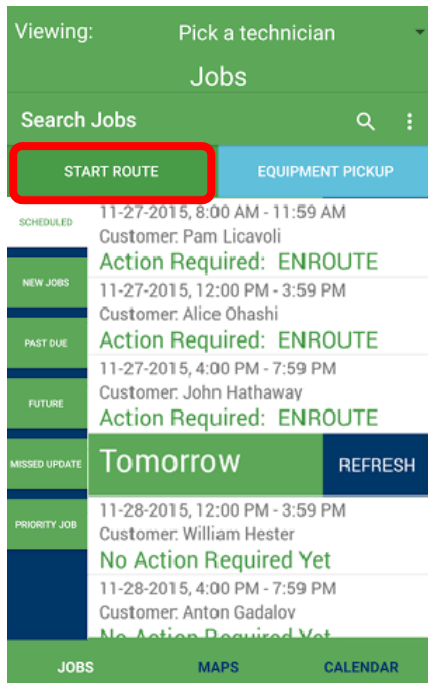 Viewing: Pick a technician
Jobs
Search Jobs
START ROUTE EQUIPMENT PICKUP
SCHEDULED
NEW JOBS
PAST DUE
FUTURE
MISSED UPDATE
PRIORITY JOB
11-27-2015, 8:00 AM - 11:59 AM
Customer: Pam Licavoli
Action Required: ENROUTE
11-27-2015, 12:00 PM - 3:59 PM
Customer: Alice Ohashi
Action Required: ENROUTE
11-27-2015, 4:00 PM - 7:59 PM
Customer: John Hathaway
Action Required: ENROUTE
Tomorrow REFRESH
11-28-2015, 12:00 PM - 3:59 PM
Customer: William Hester
No Action Required Yet
11-28-2015, 4:00 PM - 7:59 PM
Customer: Anton Gadalov
No Action Required Yet
JOBS MAPS CALENDAR